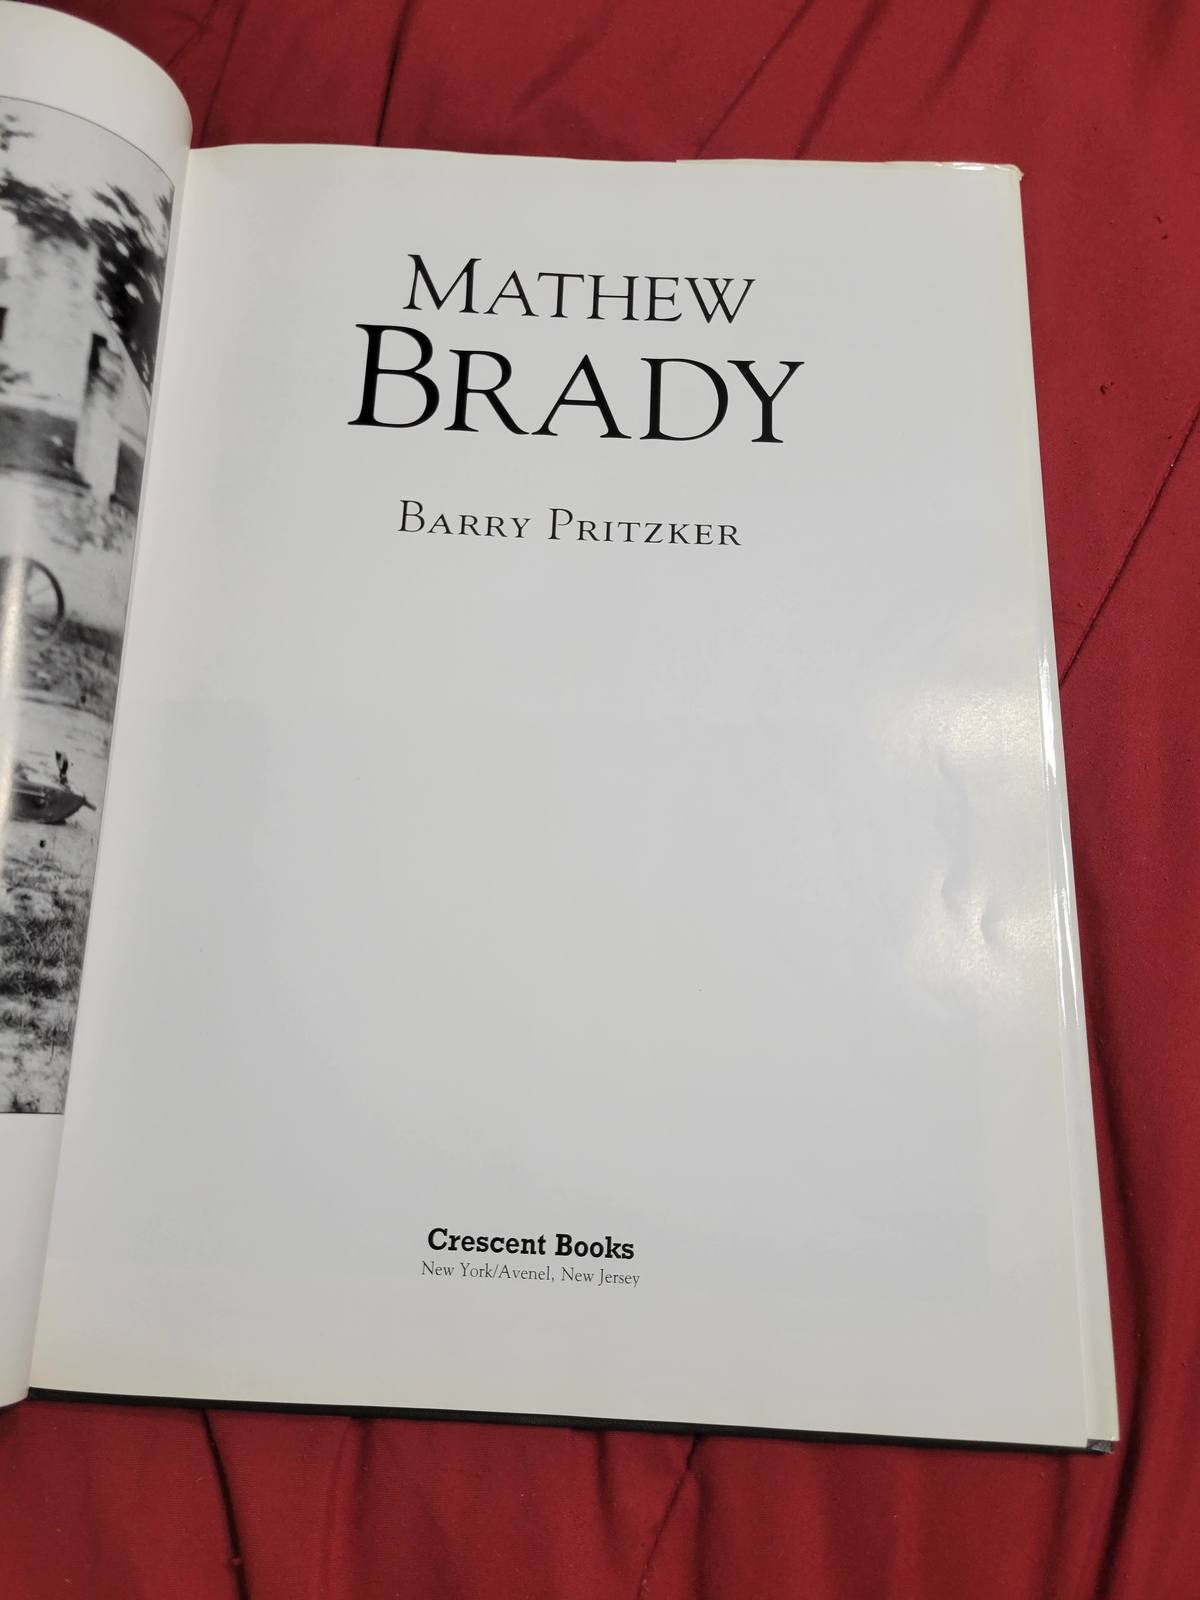 MATHEW
BRADY
BARRY PRITZKER
Crescent Books
New York/Avenel, New Jersey